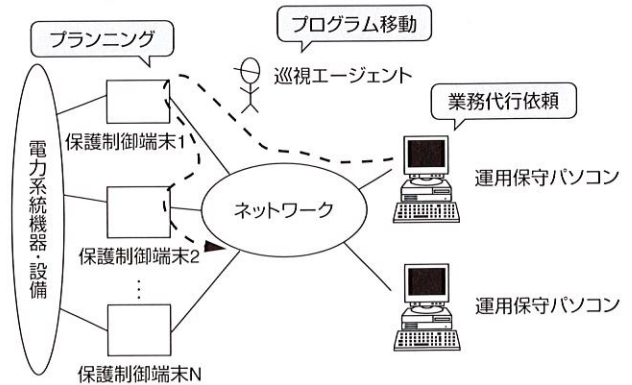 プランニング
プログラム移動
巡視エージェント
業務代行依頼
電力系統機器・設備
保護制御端末1
運用保守パソコン
ネットワーク
保護制御端末2
⋮
運用保守パソコン
保護制御端末N